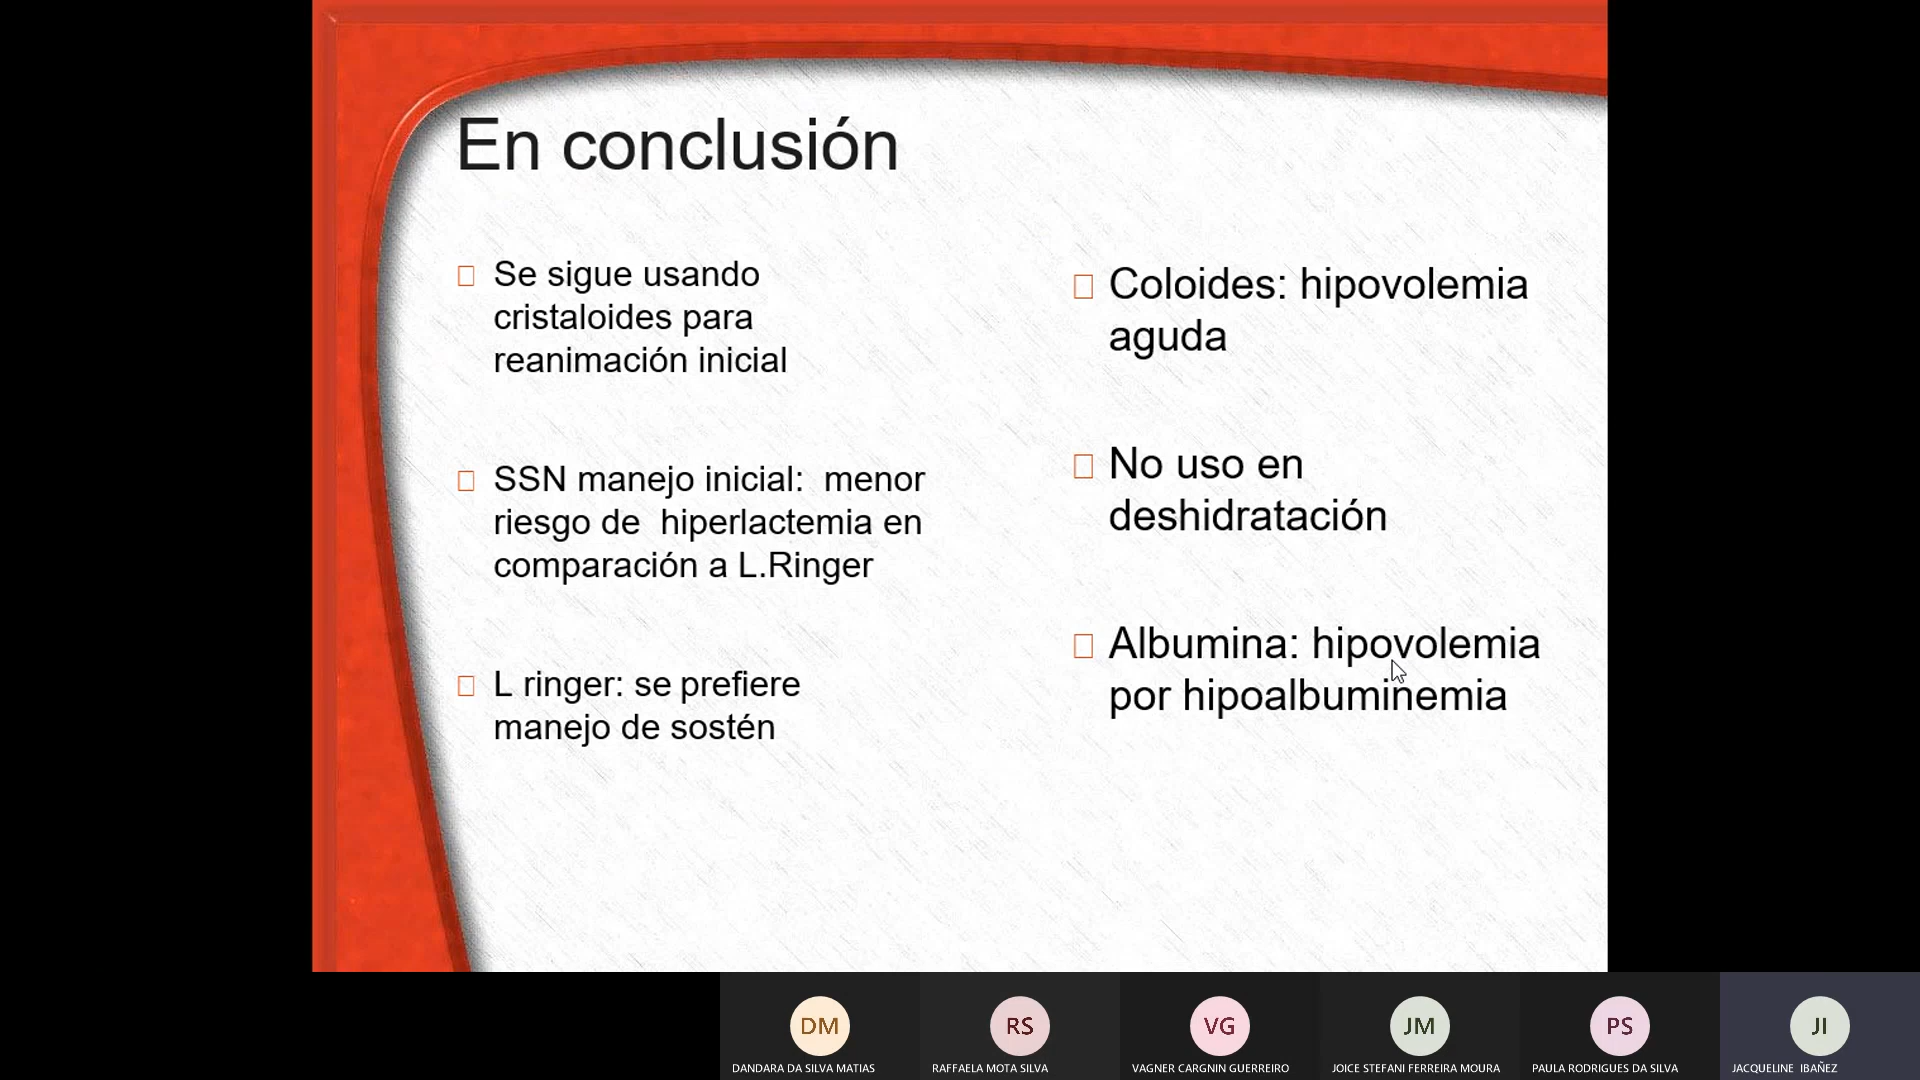 En conclusión
Se sigue usando
cristaloides para
reanimación inicial
SSN manejo inicial:  menor
riesgo de  hiperlactemia en
comparación a L.Ringer
L ringer: se prefiere
manejo de sostén
Coloides: hipovolemia
aguda
No uso en
deshidratación
Albumina: hipovolemia
por hipoalbuminemia
DM
DANDARA DA SILVA MATIAS
RS
RAFFAELA MOTA SILVA
VG
VAGNER CARGNIN GUERREIRO
JM
JOICE STEFANI FERREIRA MOURA
PS
PAULA RODRIGUES DA SILVA
JI
JACQUELINE  IBAÑEZ